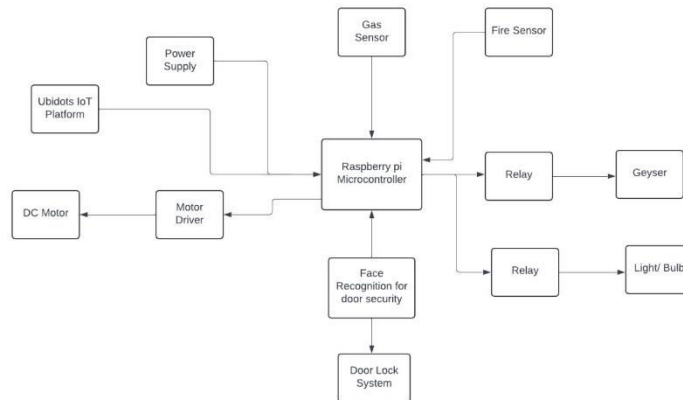 Gas
Sensor
Fire Sensor
Power
Supply
Ubidots IoT
Platform
Raspberry pi
Microcontroller
Relay
Geyser
DC Motor
Motor
Driver
Face
Recognition for
door security
Relay
Light/ Bulb
Door Lock
System